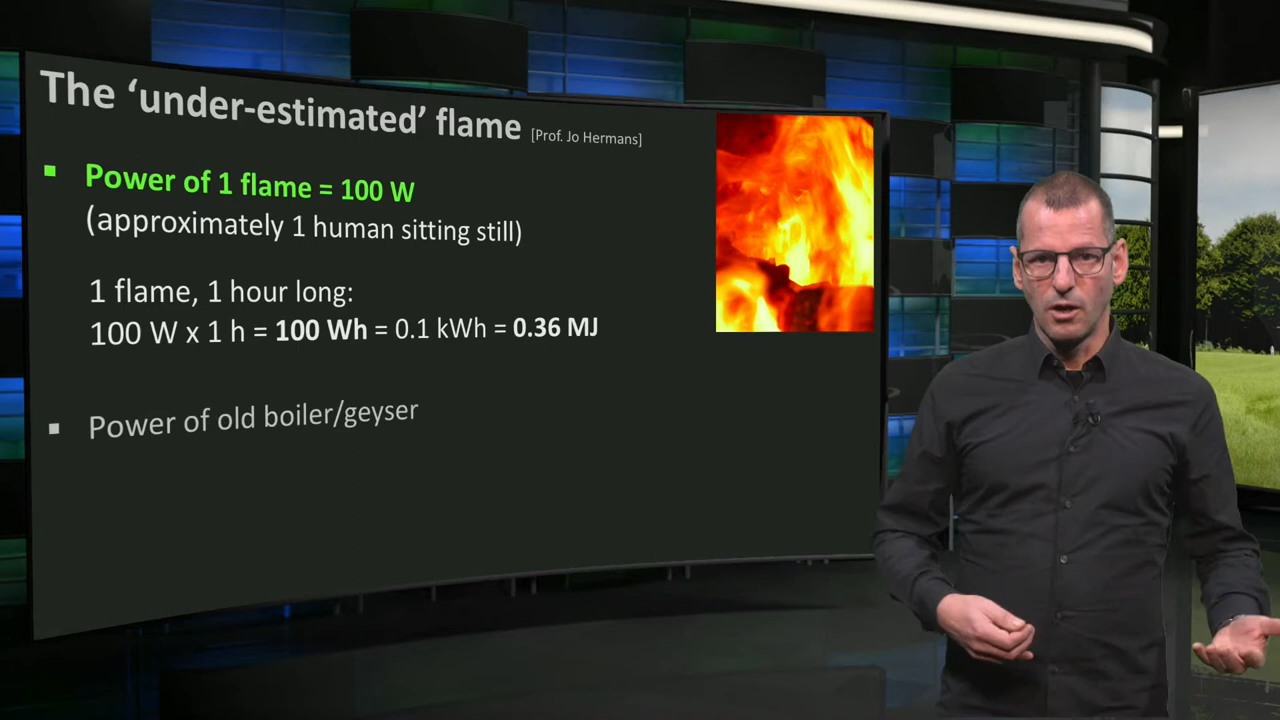 The ‘under-estimated’ flame [Prof. Jo Hermans]
▪ Power of 1 flame = 100 W
(approximately 1 human sitting still)
1 flame, 1 hour long:
100 W x 1 h = 100 Wh = 0.1 kWh = 0.36 MJ
▪ Power of old boiler/geyser